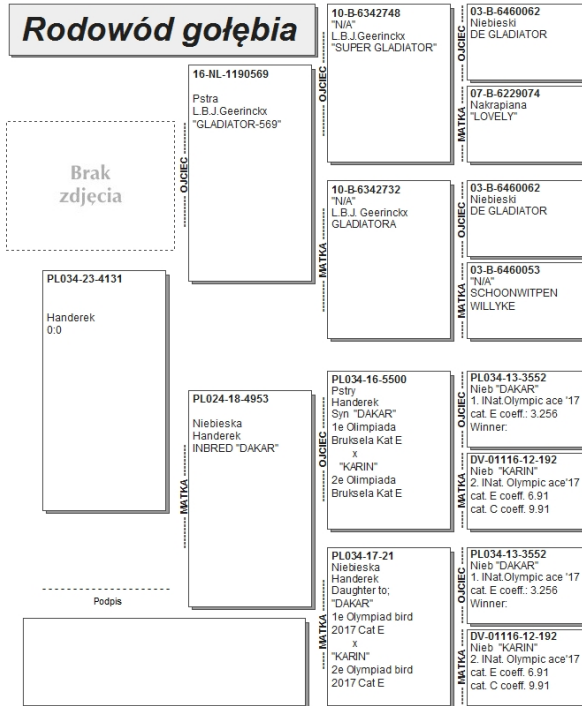 Rodowód gołębia
Brak
zdjęcia
PL034-23-4131
Handerek
0:0
Podpis
-------- OJCIEC --------
16-NL-1190569
Pstra
L.B.J.Geerinckx
"GLADIATOR-569"
-------- MATKA --------
PL024-18-4953
Niebieska
Handerek
INBRED "DAKAR"
-------- OJCIEC --------
10-B-6342748
"N/A"
L.B.J.Geerinckx
"SUPER GLADIATOR"
-------- MATKA --------
10-B-6342732
"N/A"
L.B.J. Geerinckx
GLADIATORA
-------- OJCIEC --------
PL034-16-5500
Pstry
Handerek
Syn "DAKAR"
1e Olimpiada
Bruksela Kat E
x
"KARIN"
2e Olimpiada
Bruksela Kat E
-------- MATKA --------
PL034-17-21
Niebieska
Handerek
Daughter to;
"DAKAR"
1e Olympiad bird
2017 Cat E
x
"KARIN"
2e Olympiad bird
2017 Cat E
------- OJCIEC -------
03-B-6460062
Niebieski
DE GLADIATOR
------- MATKA -------
07-B-6229074
Nakrapiana
"LOVELY"
------- OJCIEC -------
03-B-6460062
Niebieski
DE GLADIATOR
------- MATKA -------
03-B-6460053
"N/A"
SCHOONWITPEN
WILLYKE
------- OJCIEC -------
PL034-13-3552
Nieb "DAKAR"
1. INat.Olympic ace '17
cat. E coeff.: 3.256
Winner:
------- MATKA -------
DV-01116-12-192
Nieb "KARIN"
2. INat. Olympic ace'17
cat. E coeff. 6.91
cat. C coeff. 9.91
------- OJCIEC -------
PL034-13-3552
Nieb "DAKAR"
1. INat.Olympic ace '17
cat. E coeff.: 3.256
Winner:
------- MATKA -------
DV-01116-12-192
Nieb "KARIN"
2. INat. Olympic ace'17
cat. E coeff. 6.91
cat. C coeff. 9.91